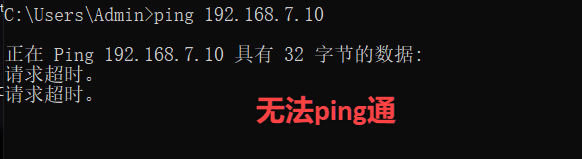 C:\Users\Admin>ping 192.168.7.10
正在 Ping 192.168.7.10 具有 32 字节的数据:
请求超时。
请求超时。
无法ping通